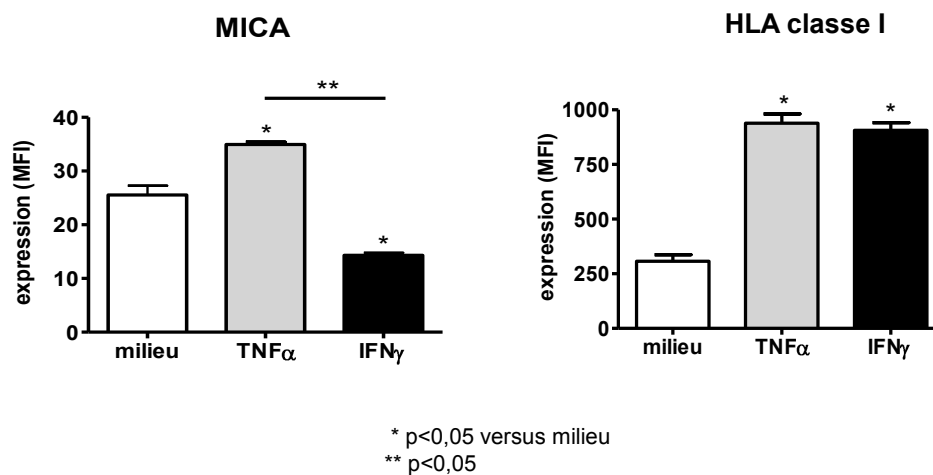 MICA
HLA classe I
**
expression (MFI)
40
30
20
10
0
*
*
milieu
TNFα
IFNγ
expression (MFI)
1000
750
500
250
0
*
*
milieu
TNFα
IFNγ
* p<0,05 versus milieu
** p<0,05